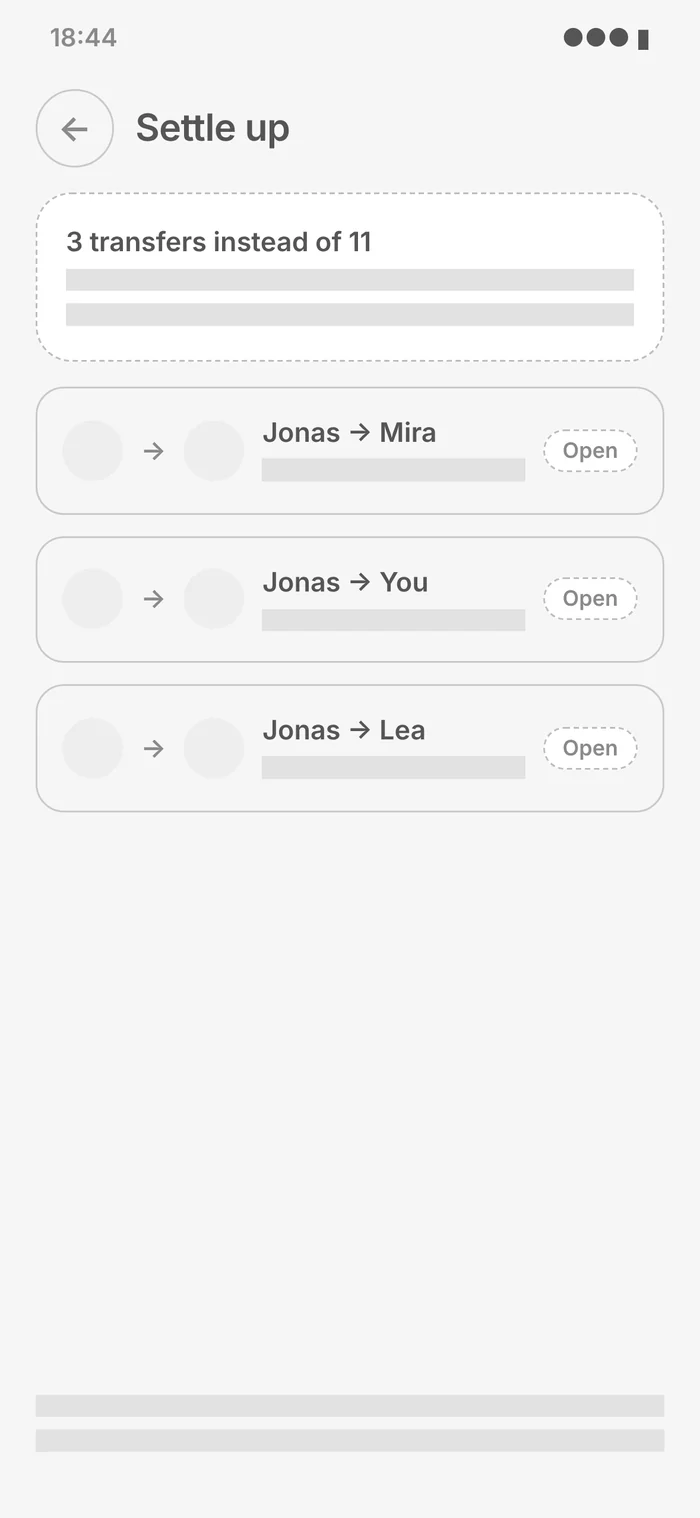 18:44
Settle up
3 transfers instead of 11
Jonas → Mira
Open
Jonas → You
Open
Jonas → Lea
Open